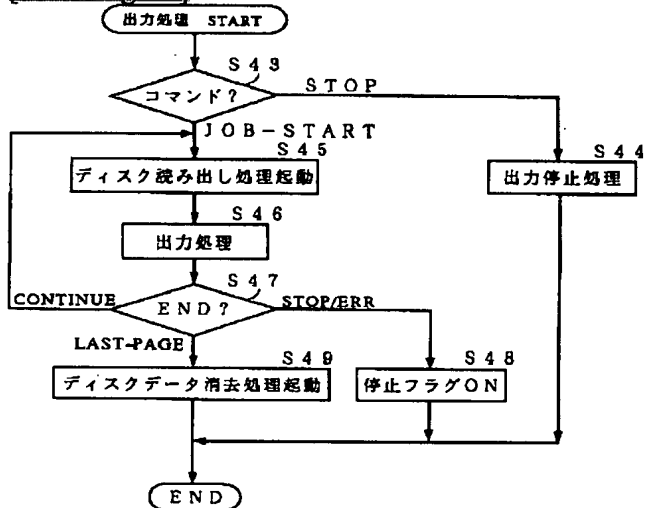 出力処理 START
S43
コマンド?
STOP
JOB-START
S45
ディスク読み出し処理起動
S44
出力停止処理
S46
出力処理
S47
END?
CONTINUE
STOP/ERR
LAST-PAGE
S49
ディスクデータ消去処理起動
S48
停止フラグON
END